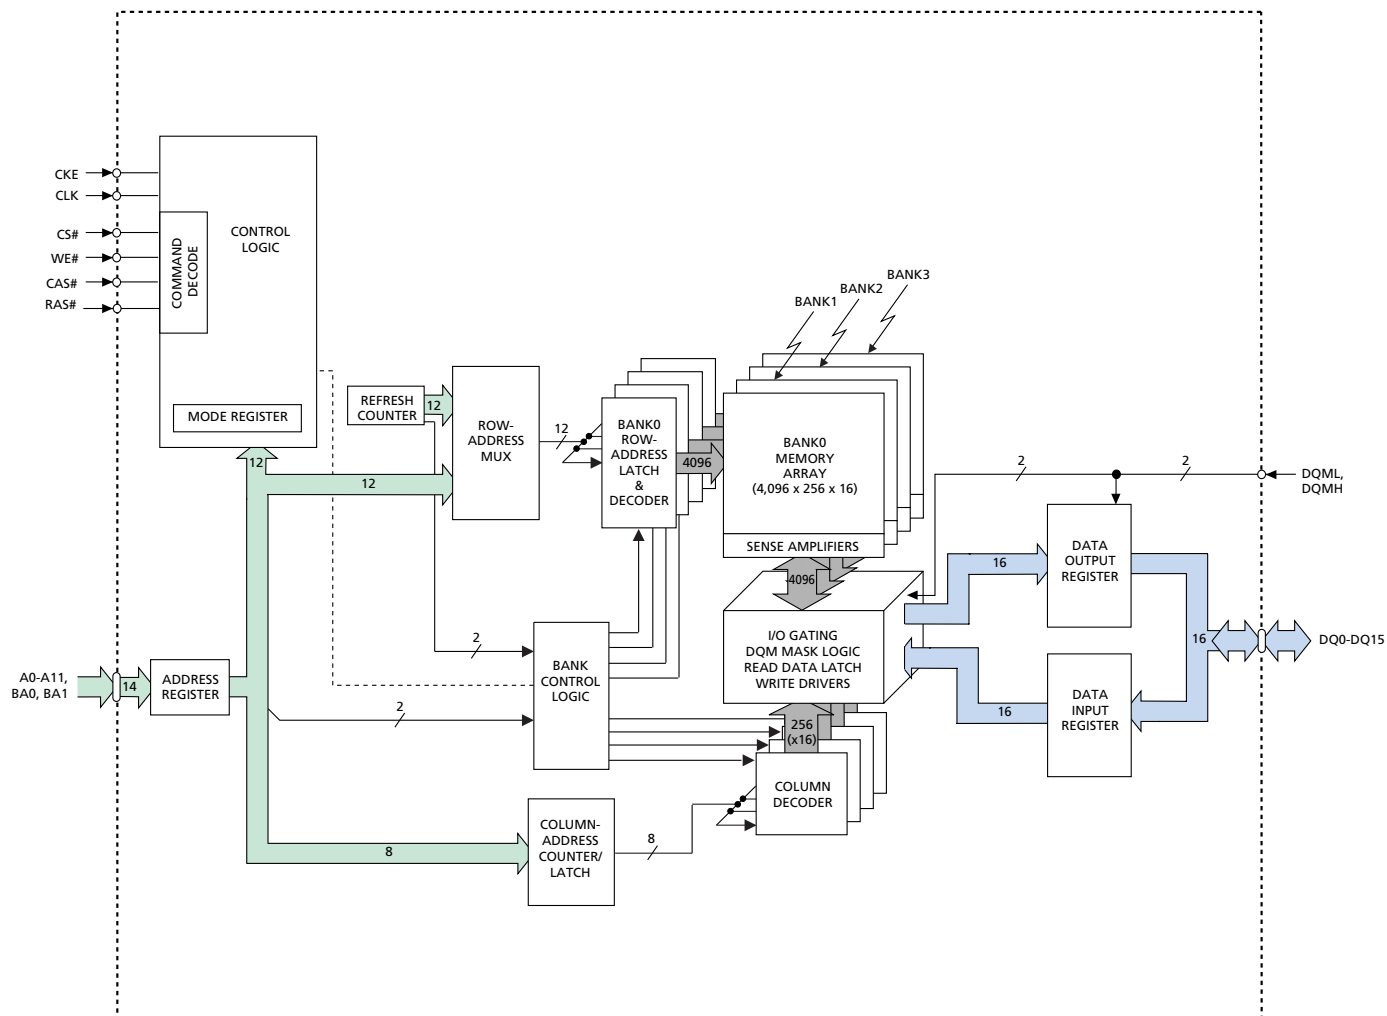 CKE
CLK
CS#
WE#
CAS#
RAS#
COMMAND
DECODE
CONTROL
LOGIC
MODE REGISTER
12
REFRESH
COUNTER
12
12
ROW-
ADDRESS
MUX
12
BANK0
ROW-
ADDRESS
LATCH
&
DECODER
4096
BANK1
BANK2
BANK3
BANK0
MEMORY
ARRAY
(4,096 x 256 x 16)
SENSE AMPLIFIERS
4096
I/O GATING
DQM MASK LOGIC
READ DATA LATCH
WRITE DRIVERS
2
2
DQML,
DQMH
16
DATA
OUTPUT
REGISTER
16
DQ0-DQ15
16
DATA
INPUT
REGISTER
A0-A11,
BA0, BA1
14
ADDRESS
REGISTER
2
2
BANK
CONTROL
LOGIC
256
(x16)
COLUMN
DECODER
8
COLUMN-
ADDRESS
COUNTER/
LATCH
8